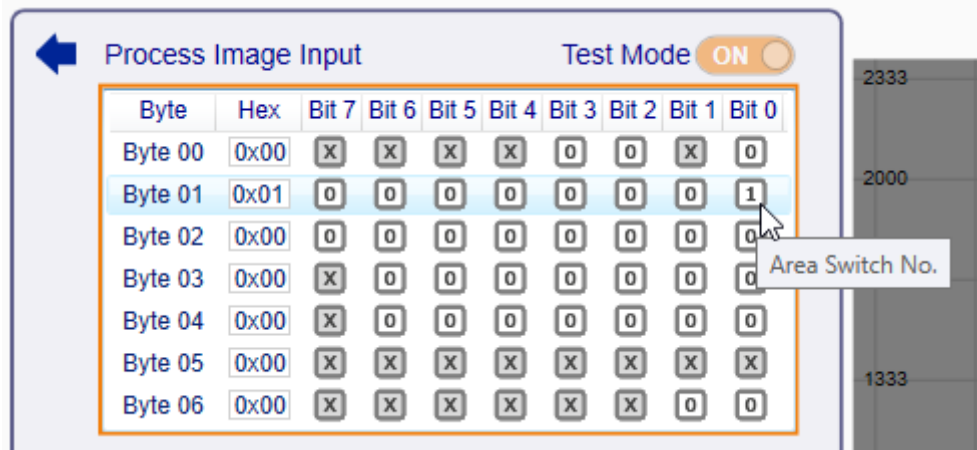 Process Image Input Test Mode ON
Byte Hex Bit 7 Bit 6 Bit 5 Bit 4 Bit 3 Bit 2 Bit 1 Bit 0
Byte 00 0x00 X X X X 0 0 X 0
Byte 01 0x01 0 0 0 0 0 0 0 1
Byte 02 0x00 0 0 0 0 0 0 0 0
Byte 03 0x00 X 0 0 0 0 0 0 0
Byte 04 0x00 X 0 0 0 0 0 0 0
Byte 05 0x00 X X X X X X X X
Byte 06 0x00 X X X X X X 0 0
Area Switch No.
2333
2000
1333